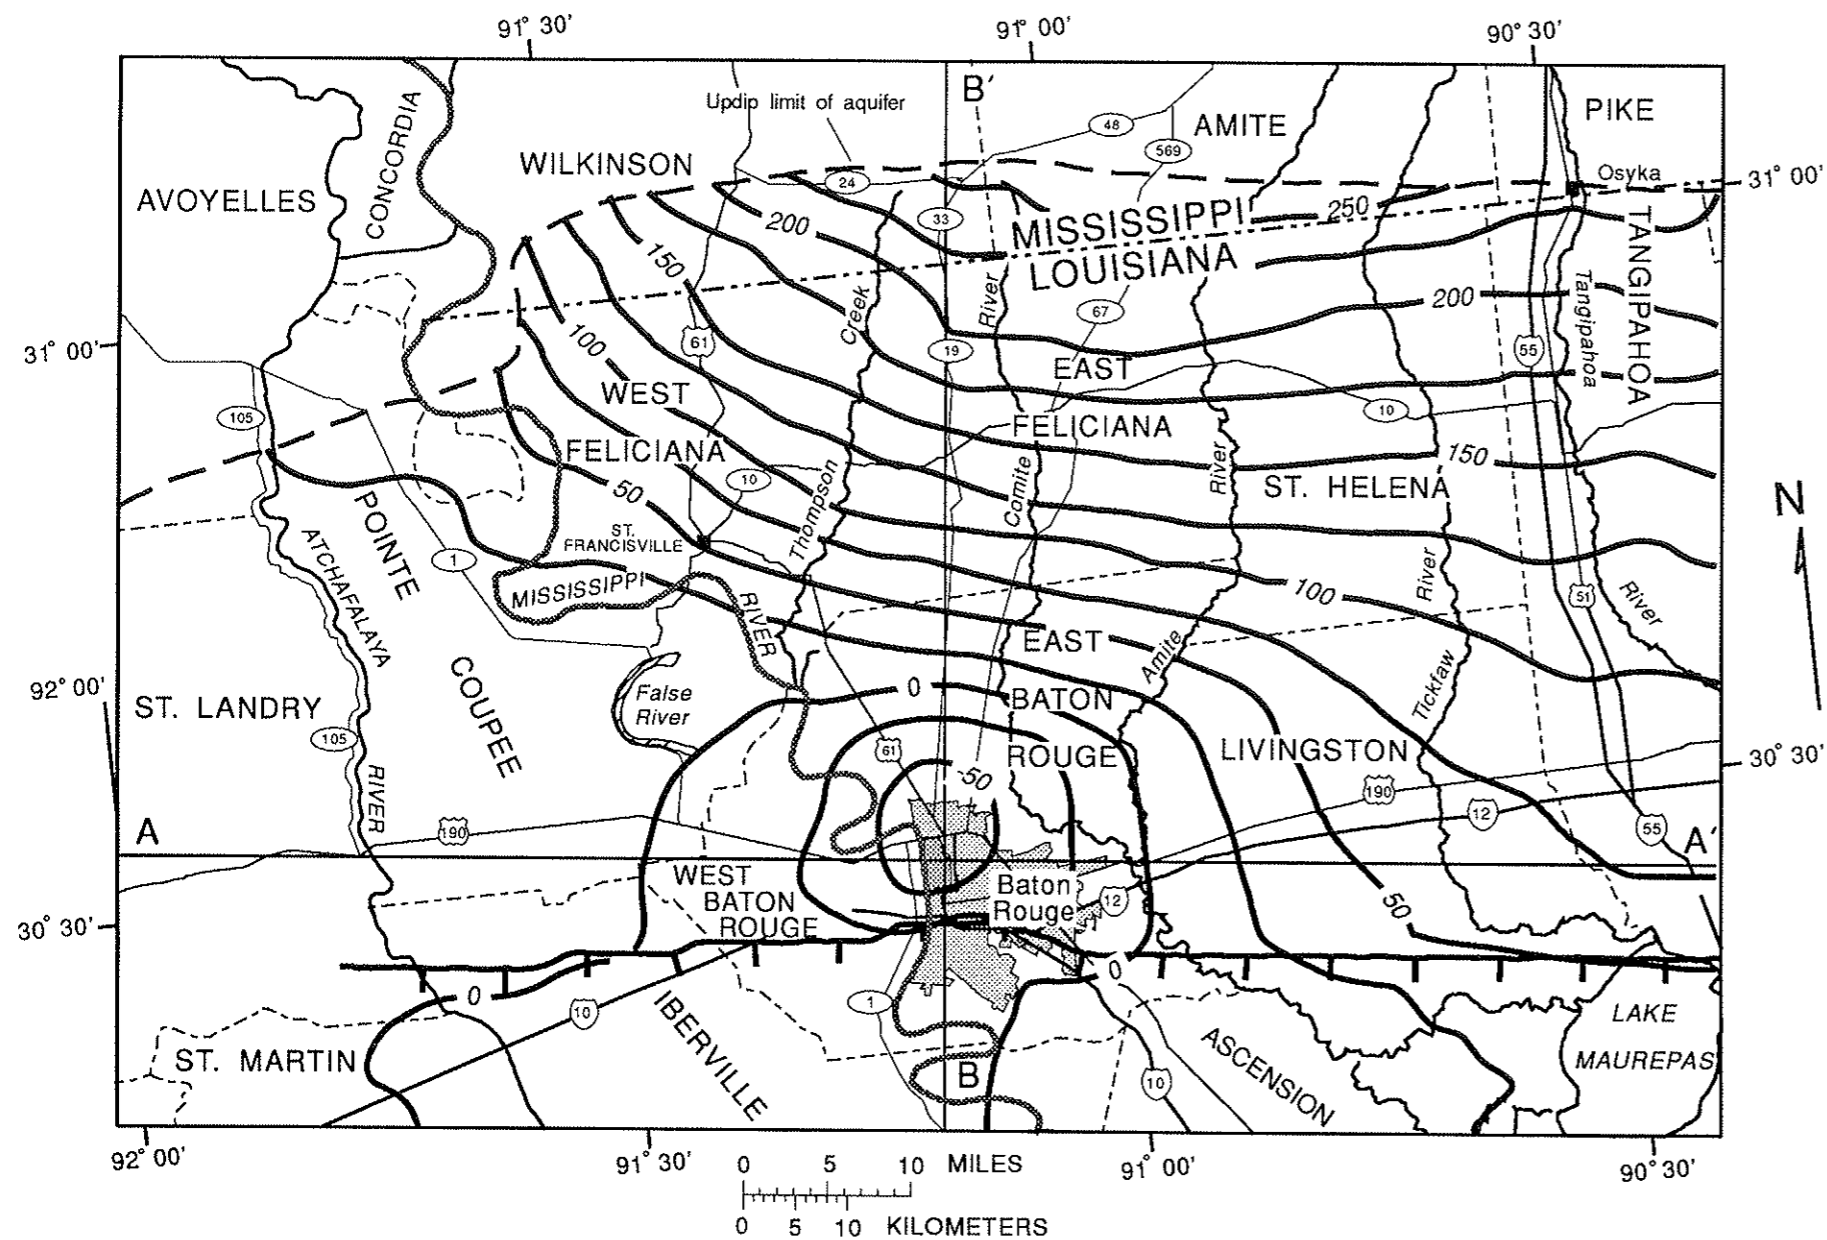 91° 30'
91° 00'
90° 30'
B'
PIKE
Updip limit of aquifer
AMITE
48
569
CONCORDIA
WILKINSON
24
Osyka
31° 00'
AVOYELLES
200
33
MISSISSIPPI
250
TANGIPAHOA
150
LOUISIANA
River
Creek
200
Tangipahoa
67
31° 00'
100
61
19
55
EAST
WEST
105
10
FELICIANA
FELICIANA
150
10
50
Thompson
Comite
River
ST. HELENA
N
POINTE
ST.
FRANCISVILLE
ATCHAFALAYA
1
MISSISSIPPI
RIVER
100
River
51
River
EAST
Amite
Tickfaw
92° 00'
COUPEE
False
River
0
BATON
ST. LANDRY
105
61
ROUGE
LIVINGSTON
30° 30'
RIVER
-50
190
12
A
190
55
A'
WEST
BATON
ROUGE
Baton
Rouge
12
50
30° 30'
0
0
10
IBERVILLE
1
LAKE
MAUREPAS
ST. MARTIN
B
10
ASCENSION
92° 00'
91° 30'
91° 00'
90° 30'
0 5 10 MILES
0 5 10 KILOMETERS